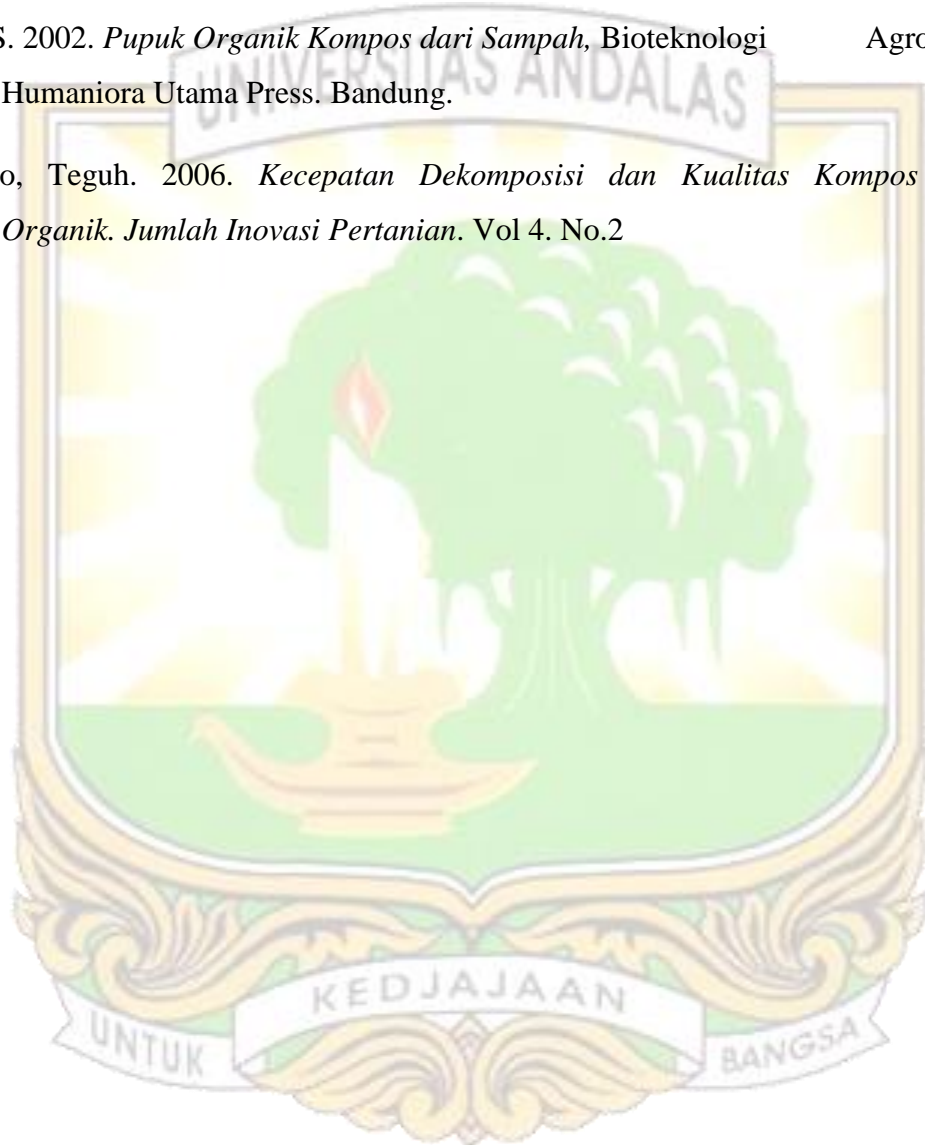 S. 2002. Pupuk Organik Kompos dari Sampah, Bioteknologi Agro
Humaniora Utama Press. Bandung.
o, Teguh. 2006. Kecepatan Dekomposisi dan Kualitas Kompos
Organik. Jumlah Inovasi Pertanian. Vol 4. No.2
UNIVERSITAS ANDALAS
UNTUK KEDJAJAAN BANGSA